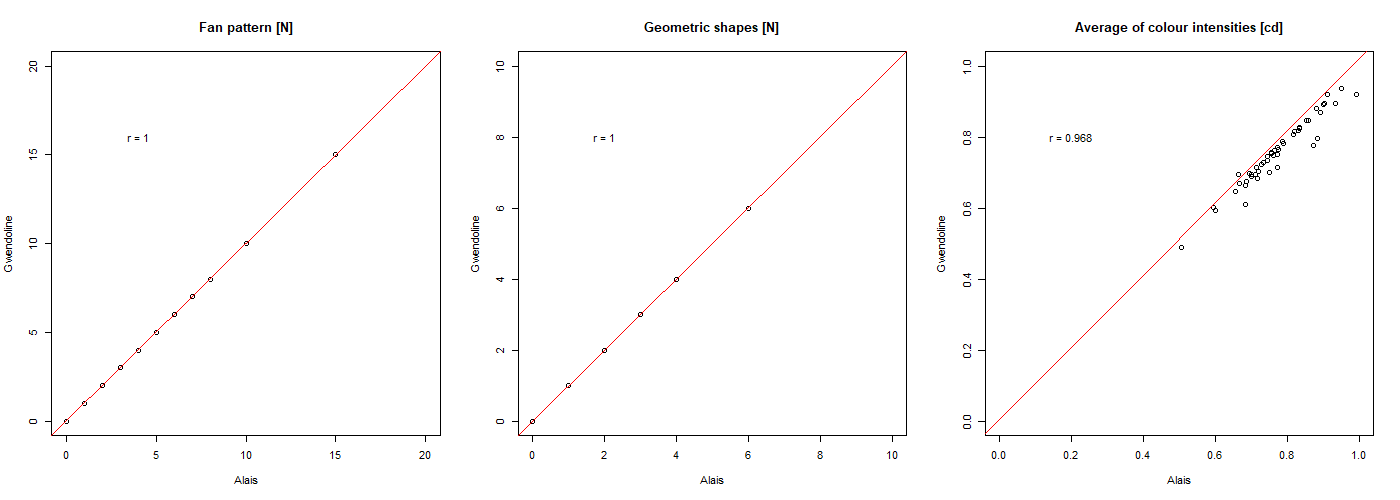 Fan pattern [N]
20
15
10
5
0
r = 1
Gwendoline
0 5 10 15 20
Alais
Geometric shapes [N]
10
8
6
4
2
0
r = 1
Gwendoline
0 2 4 6 8 10
Alais
Average of colour intensities [cd]
1.0
0.8
0.6
0.4
0.2
0.0
r = 0.968
Gwendoline
0.0 0.2 0.4 0.6 0.8 1.0
Alais